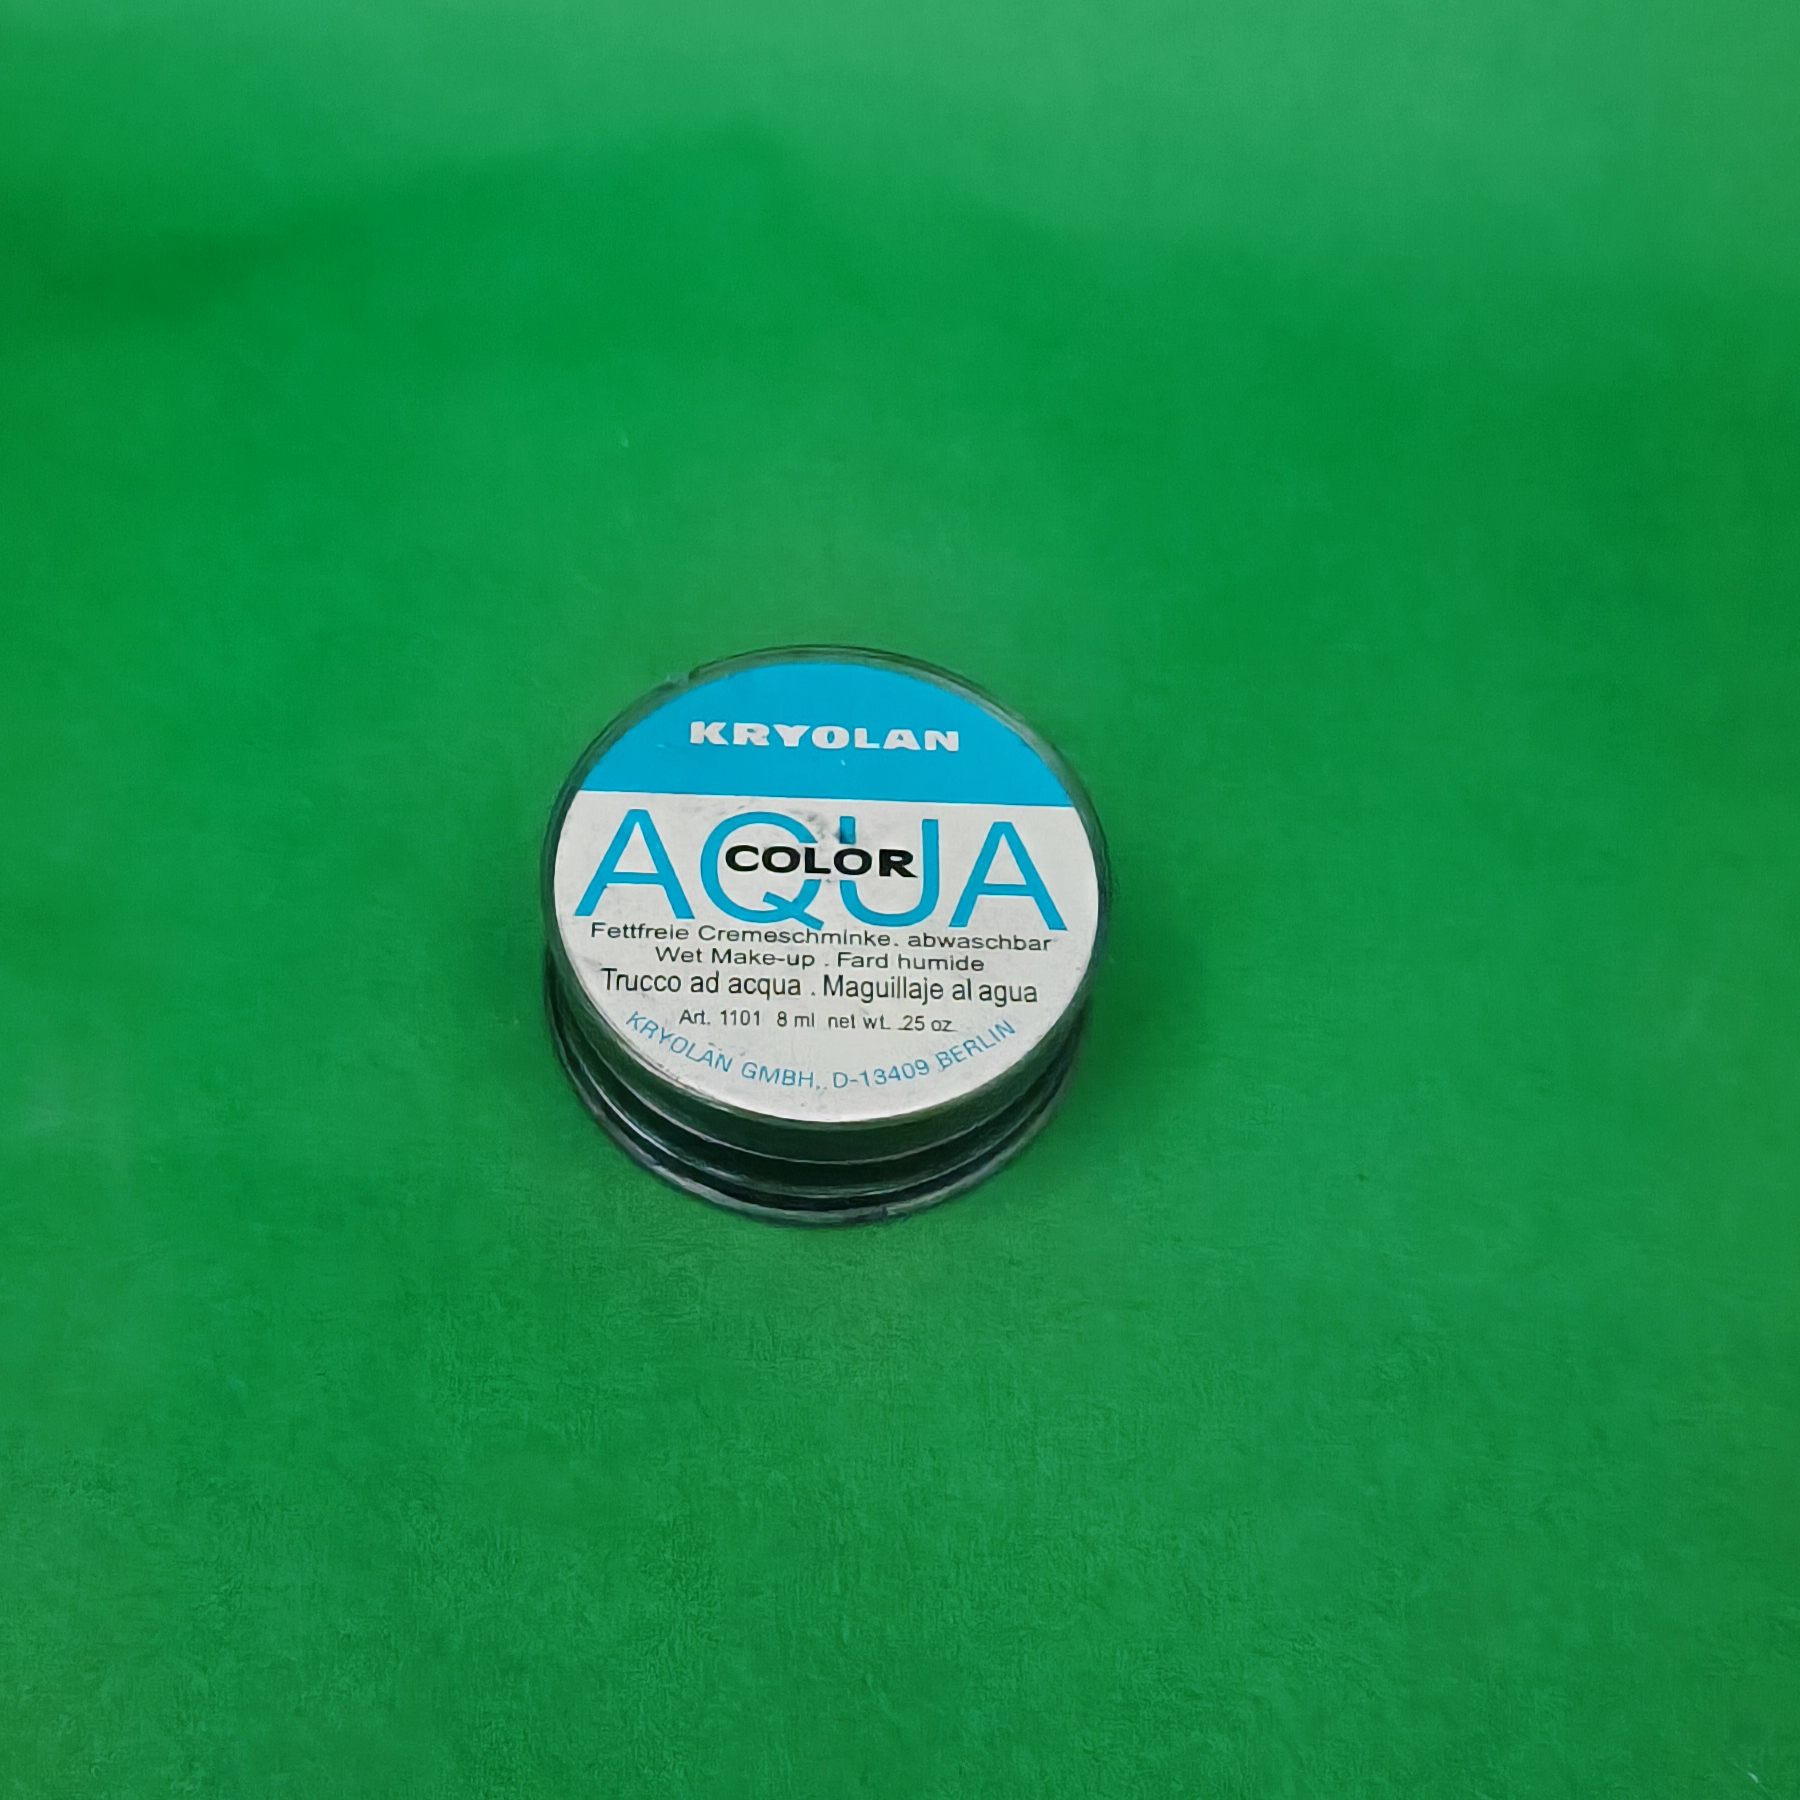 KRYOLAN
AQUA
COLOR
Fettfreie Cremeschminke. abwaschbar
Wet Make-up . Fard humide
Trucco ad acqua . Maguillaje al agua
Art. 1101 8 ml net wt. .25 oz.
KRYOLAN GMBH, D-13409 BERLIN